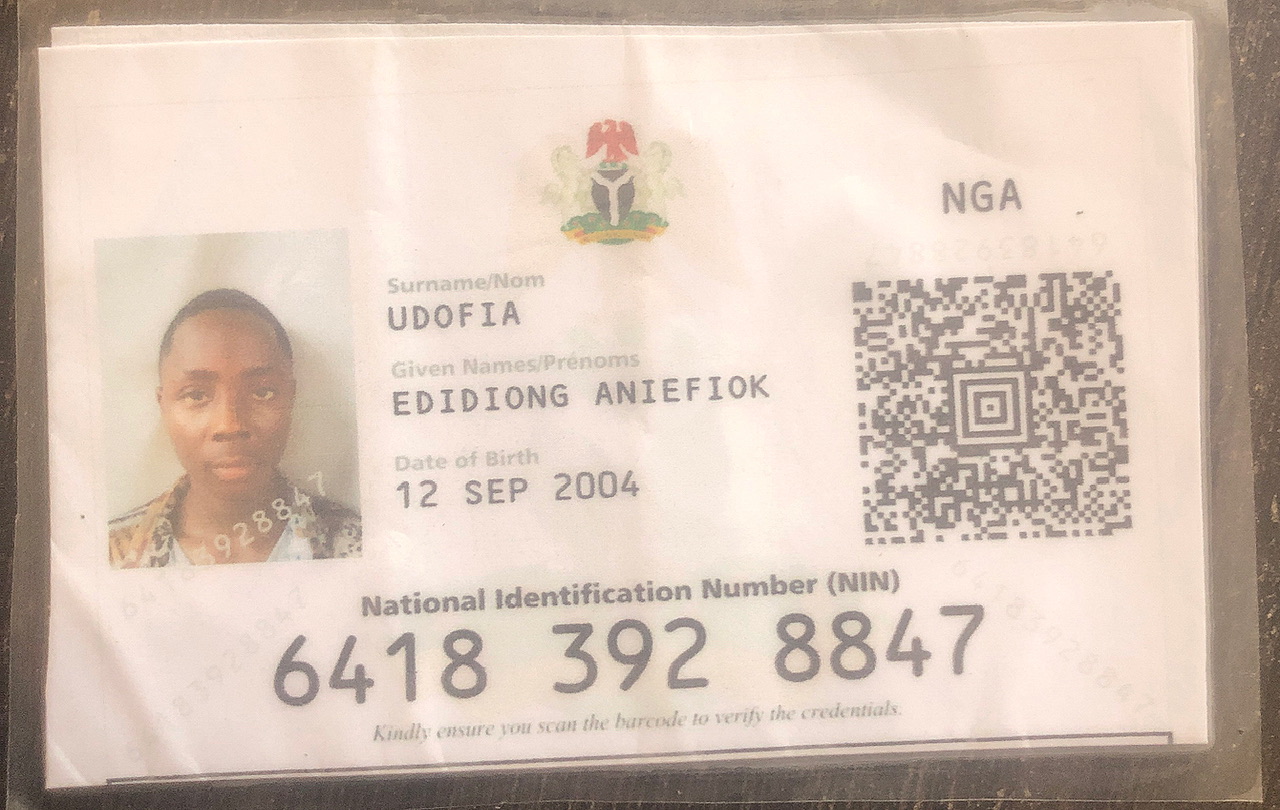 NGA
64183928847
Surname/Nom
UDOFIA
Given Names/Prénoms
EDIDIONG ANIEFIOK
Date of Birth
12 SEP 2004
National Identification Number (NIN)
6418 392 8847
Kindly ensure you scan the barcode to verify the credentials.
64183928847